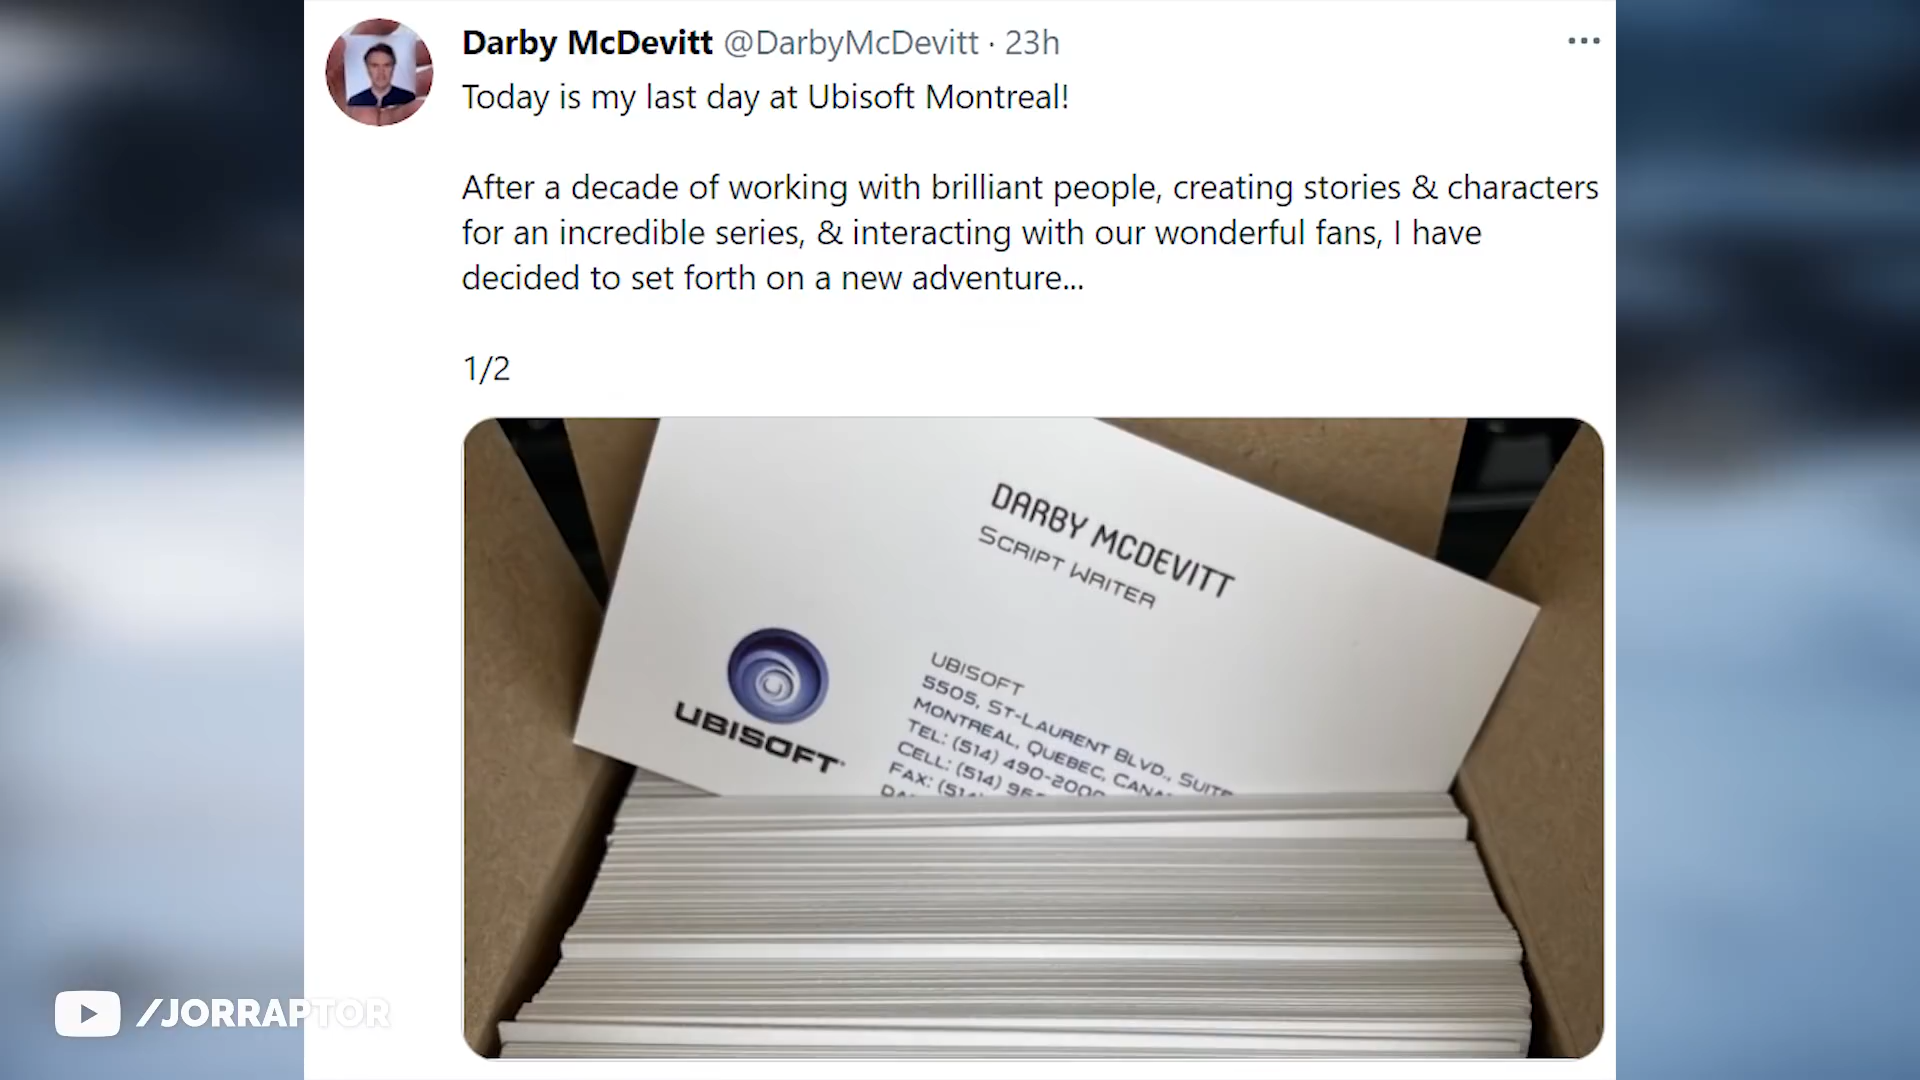 Darby McDevitt @DarbyMcDevitt · 23h
Today is my last day at Ubisoft Montreal!
After a decade of working with brilliant people, creating stories & characters
for an incredible series, & interacting with our wonderful fans, I have
decided to set forth on a new adventure...
1/2
DARBY MCDEVITT
SCRIPT WRITER
UBISOFT
UBISOFT
5505, ST-LAURENT BLVD., SUITE
MONTREAL, QUEBEC,
TEL: (514) 490-2000
CELL: (514)
FAX:
/JORRAPTOR